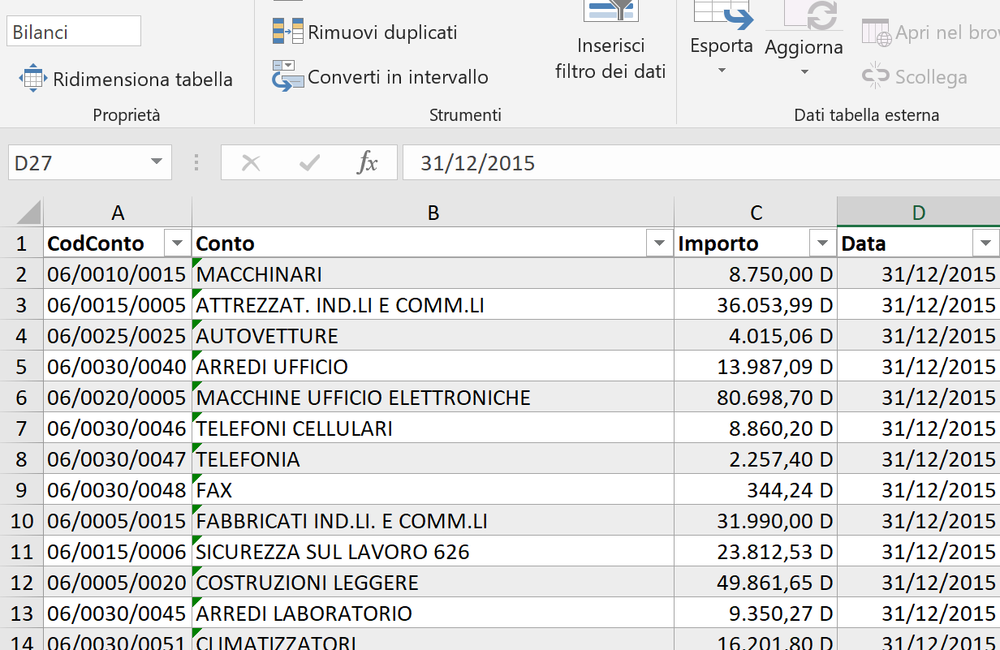 Bilanci
Ridimensiona tabella
Proprietà
Rimuovi duplicati
Converti in intervallo
Strumenti
Inserisci
filtro dei dati
Esporta
Aggiorna
Apri nel brow
Scollega
Dati tabella esterna
D27 fx 31/12/2015
A B C D
1 CodConto Conto Importo Data
2 06/0010/0015 MACCHINARI 8.750,00 D 31/12/2015
3 06/0015/0005 ATTREZZAT. IND.LI E COMM.LI 36.053,99 D 31/12/2015
4 06/0025/0025 AUTOVETTURE 4.015,06 D 31/12/2015
5 06/0030/0040 ARREDI UFFICIO 13.987,09 D 31/12/2015
6 06/0020/0005 MACCHINE UFFICIO ELETTRONICHE 80.698,70 D 31/12/2015
7 06/0030/0046 TELEFONI CELLULARI 8.860,20 D 31/12/2015
8 06/0030/0047 TELEFONIA 2.257,40 D 31/12/2015
9 06/0030/0048 FAX 344,24 D 31/12/2015
10 06/0005/0015 FABBRICATI IND.LI. E COMM.LI 31.990,00 D 31/12/2015
11 06/0015/0006 SICUREZZA SUL LAVORO 626 23.812,53 D 31/12/2015
12 06/0005/0020 COSTRUZIONI LEGGERE 49.861,65 D 31/12/2015
13 06/0030/0045 ARREDI LABORATORIO 9.350,27 D 31/12/2015
14 06/0030/0051 CLIMATIZZATORI 16.201,80 D 31/12/2015